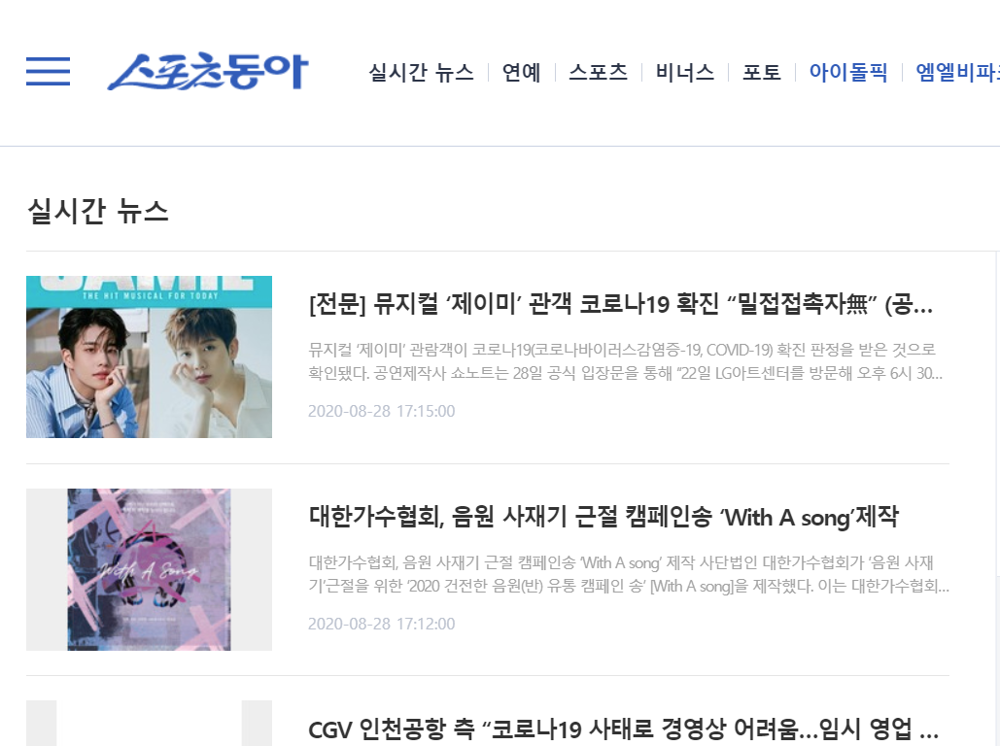 스포츠동아
실시간 뉴스 연예 스포츠 비너스 포토 아이돌픽 엠엘비파
실시간 뉴스
THE HIT MUSICAL FOR TODAY
[전문] 뮤지컬 ‘제이미’ 관객 코로나19 확진 “밀접접촉자無” (공...
뮤지컬 ‘제이미’ 관람객이 코로나19(코로나바이러스감염증-19, COVID-19) 확진 판정을 받은 것으로
확인됐다. 공연제작사 쇼노트는 28일 공식 입장문을 통해 “22일 LG아트센터를 방문해 오후 6시 30...
2020-08-28 17:15:00
With A Song
대한가수협회, 음원 사재기 근절 캠페인송 ‘With A song’제작
대한가수협회, 음원 사재기 근절 캠페인송 ‘With A song’ 제작 사단법인 대한가수협회가 ‘음원 사재
기’근절을 위한 ’2020 건전한 음원(반) 유통 캠페인 송’ [With A song]을 제작했다. 이는 대한가수협회...
2020-08-28 17:12:00
CGV 인천공항 측 “코로나19 사태로 경영상 어려움...임시 영업 ...